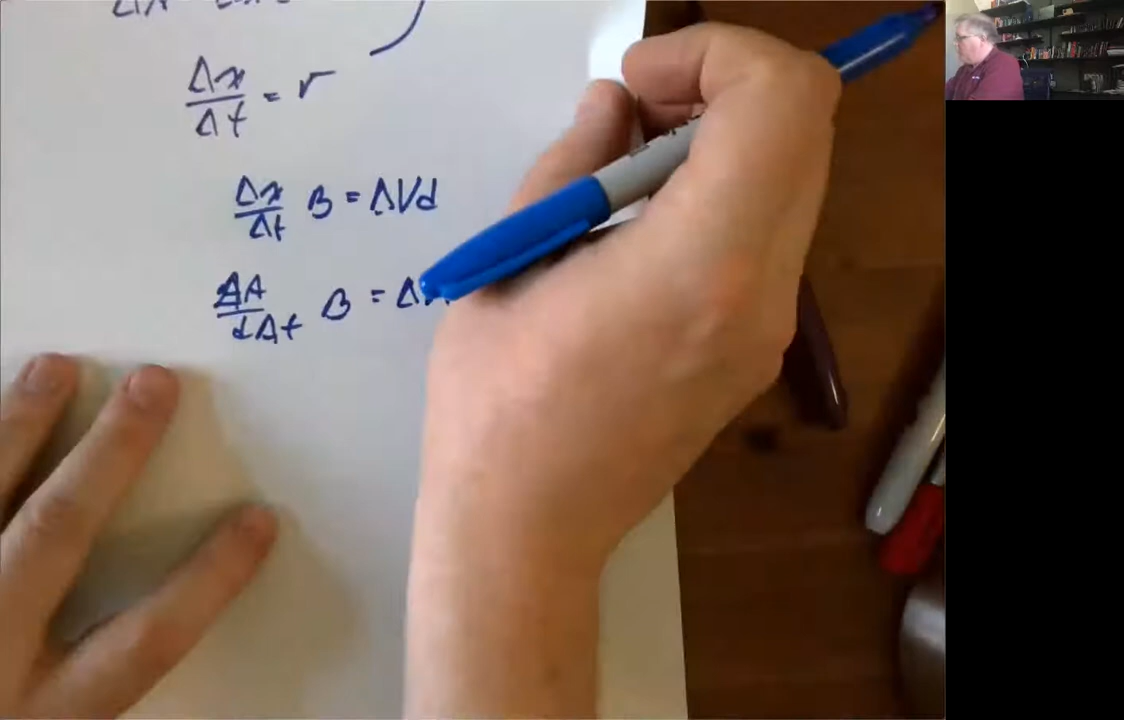 Δx/Δt = r
Δx/Δt B = ΔVd
ΔA/dΔt B = Δ